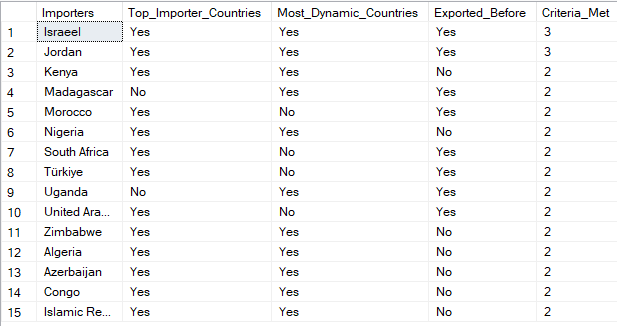 Importers Top_Importer_Countries Most_Dynamic_Countries Exported_Before Criteria_Met
1 Israeel Yes Yes Yes 3
2 Jordan Yes Yes Yes 3
3 Kenya Yes Yes No 2
4 Madagascar No Yes Yes 2
5 Morocco Yes No Yes 2
6 Nigeria Yes Yes No 2
7 South Africa Yes No Yes 2
8 Türkiye Yes No Yes 2
9 Uganda No Yes Yes 2
10 United Ara... Yes No Yes 2
11 Zimbabwe Yes Yes No 2
12 Algeria Yes Yes No 2
13 Azerbaijan Yes Yes No 2
14 Congo Yes Yes No 2
15 Islamic Re... Yes Yes No 2